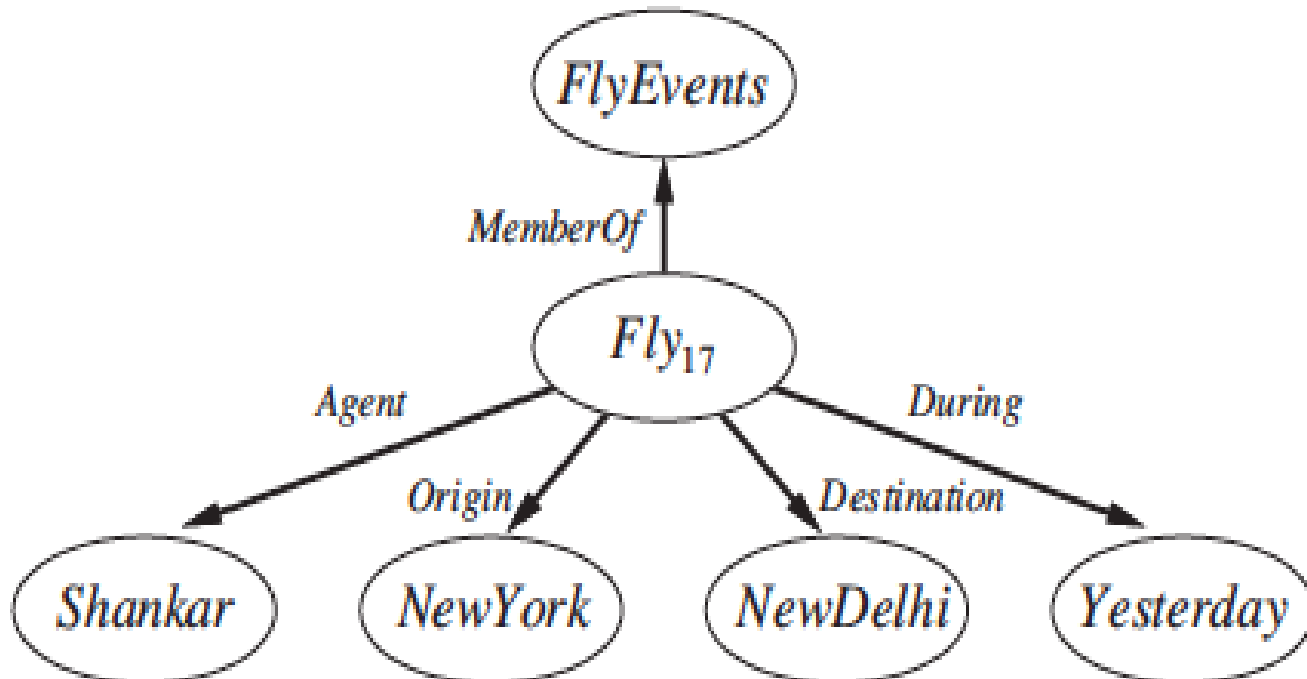 FlyEvents
MemberOf
Fly₁₇
Agent
During
Origin
Destination
Shankar
NewYork
NewDelhi
Yesterday